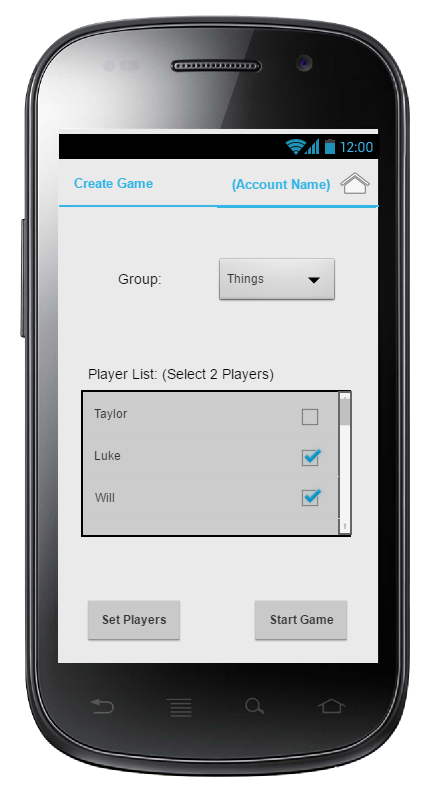 12:00
Create Game (Account Name)
Group: Things
Player List: (Select 2 Players)
Taylor
Luke
Will
Set Players Start Game